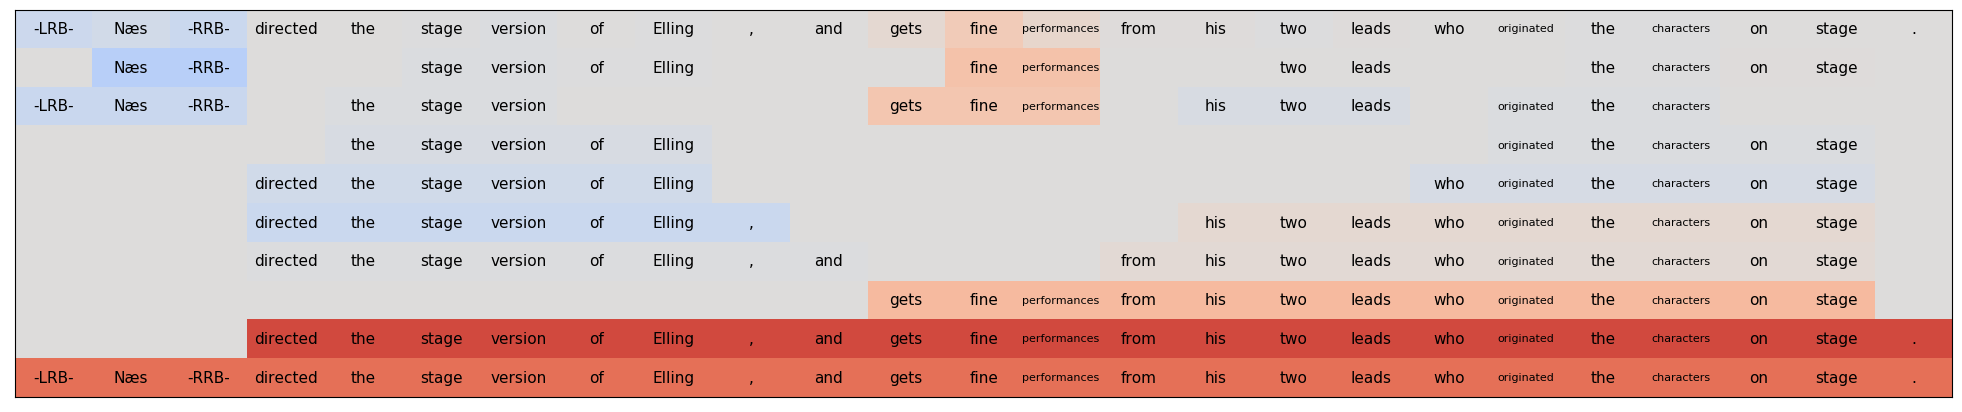 -LRB- Næs -RRB- directed the stage version of Elling , and gets fine performances from his two leads who originated the characters on stage .
Næs -RRB- stage version of Elling fine performances two leads the characters on stage
-LRB- Næs -RRB- the stage version gets fine performances his two leads originated the characters
the stage version of Elling originated the characters on stage
directed the stage version of Elling who originated the characters on stage
directed the stage version of Elling , his two leads who originated the characters on stage
directed the stage version of Elling , and from his two leads who originated the characters on stage
gets fine performances from his two leads who originated the characters on stage
directed the stage version of Elling , and gets fine performances from his two leads who originated the characters on stage .
-LRB- Næs -RRB- directed the stage version of Elling , and gets fine performances from his two leads who originated the characters on stage .